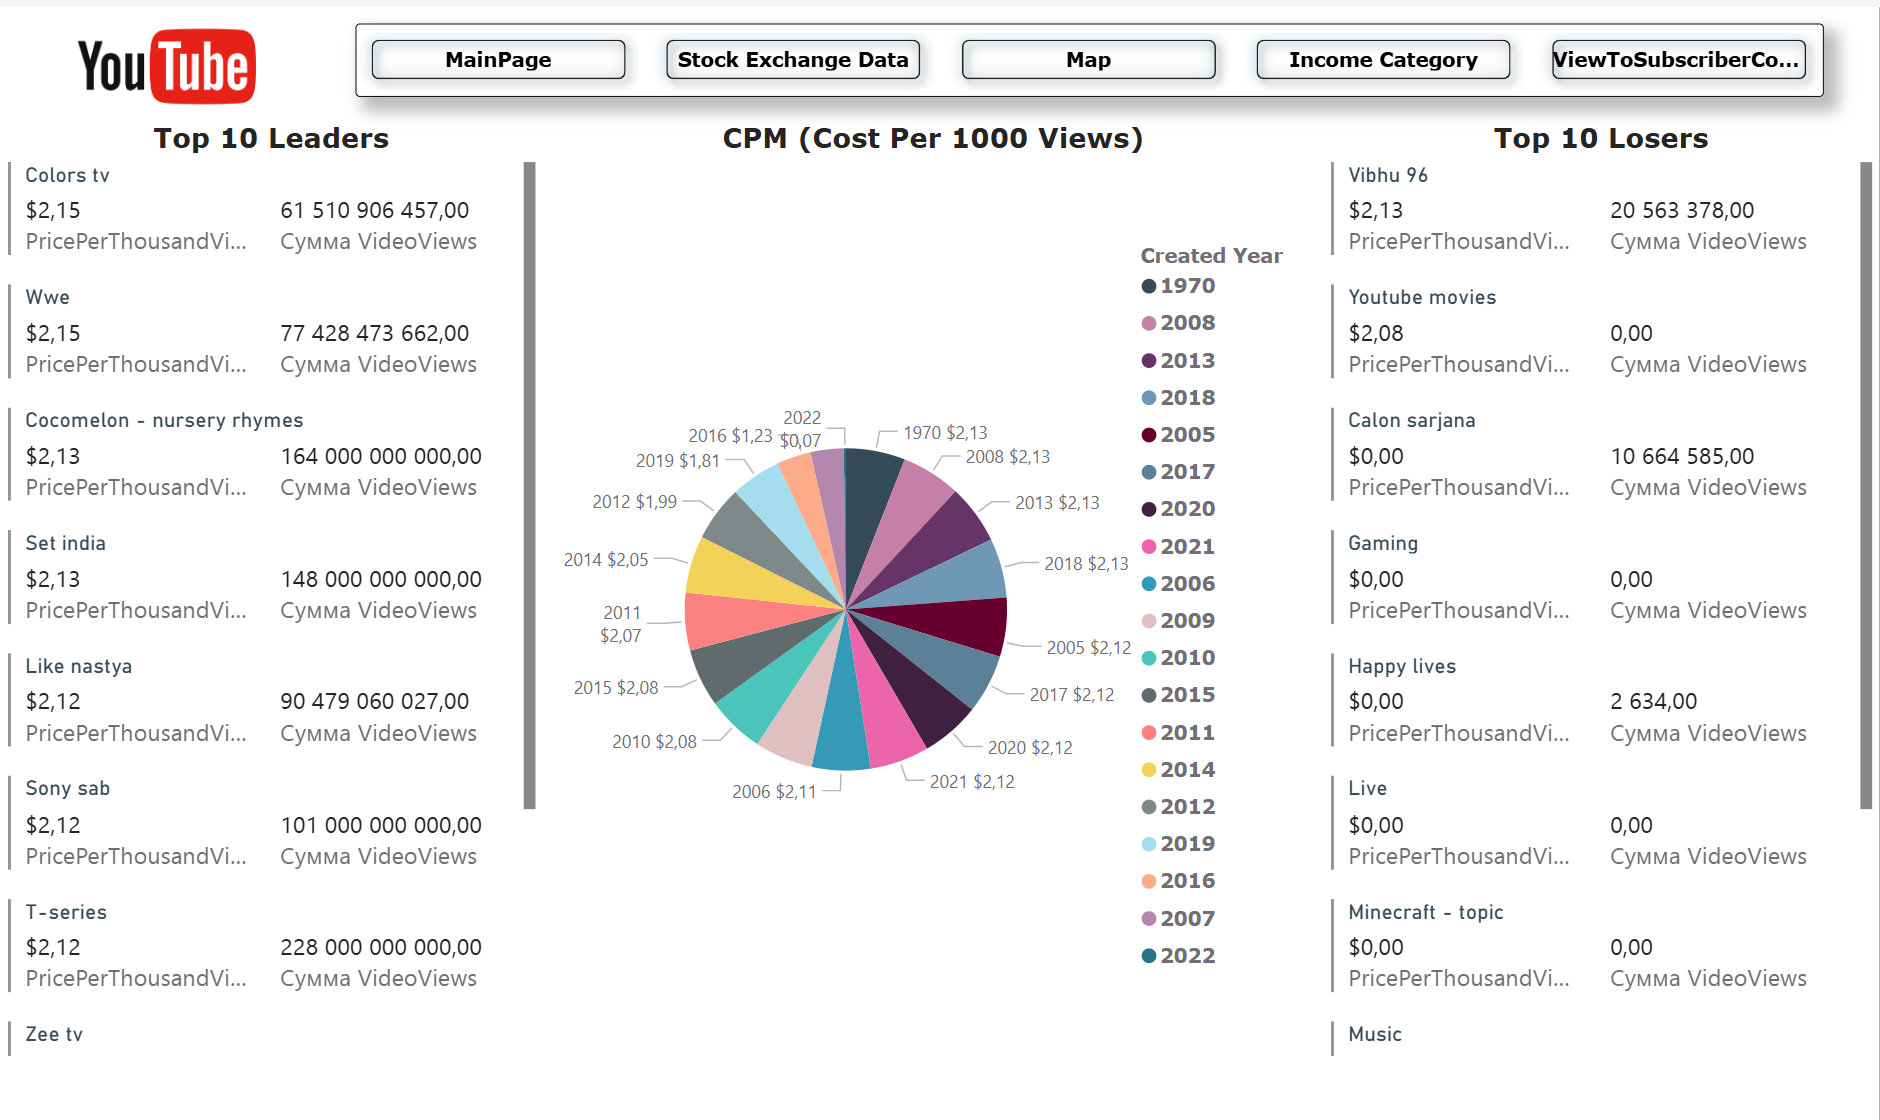 YouTube
MainPage
Stock Exchange Data
Map
Income Category
ViewToSubscriberCo...
Top 10 Leaders
Colors tv
$2,15 61 510 906 457,00
PricePerThousandVi... Сумма VideoViews
Wwe
$2,15 77 428 473 662,00
PricePerThousandVi... Сумма VideoViews
Cocomelon - nursery rhymes
$2,13 164 000 000 000,00
PricePerThousandVi... Сумма VideoViews
Set india
$2,13 148 000 000 000,00
PricePerThousandVi... Сумма VideoViews
Like nastya
$2,12 90 479 060 027,00
PricePerThousandVi... Сумма VideoViews
Sony sab
$2,12 101 000 000 000,00
PricePerThousandVi... Сумма VideoViews
T-series
$2,12 228 000 000 000,00
PricePerThousandVi... Сумма VideoViews
Zee tv
CPM (Cost Per 1000 Views)
1970 $2,13
2008 $2,13
2013 $2,13
2018 $2,13
2005 $2,12
2017 $2,12
2020 $2,12
2021 $2,12
2006 $2,11
2010 $2,08
2015 $2,08
2011
$2,07
2014 $2,05
2012 $1,99
2019 $1,81
2016 $1,23
2022
$0,07
Created Year
1970
2008
2013
2018
2005
2017
2020
2021
2006
2009
2010
2015
2011
2014
2012
2019
2016
2007
2022
Top 10 Losers
Vibhu 96
$2,13 20 563 378,00
PricePerThousandVi... Сумма VideoViews
Youtube movies
$2,08 0,00
PricePerThousandVi... Сумма VideoViews
Calon sarjana
$0,00 10 664 585,00
PricePerThousandVi... Сумма VideoViews
Gaming
$0,00 0,00
PricePerThousandVi... Сумма VideoViews
Happy lives
$0,00 2 634,00
PricePerThousandVi... Сумма VideoViews
Live
$0,00 0,00
PricePerThousandVi... Сумма VideoViews
Minecraft - topic
$0,00 0,00
PricePerThousandVi... Сумма VideoViews
Music